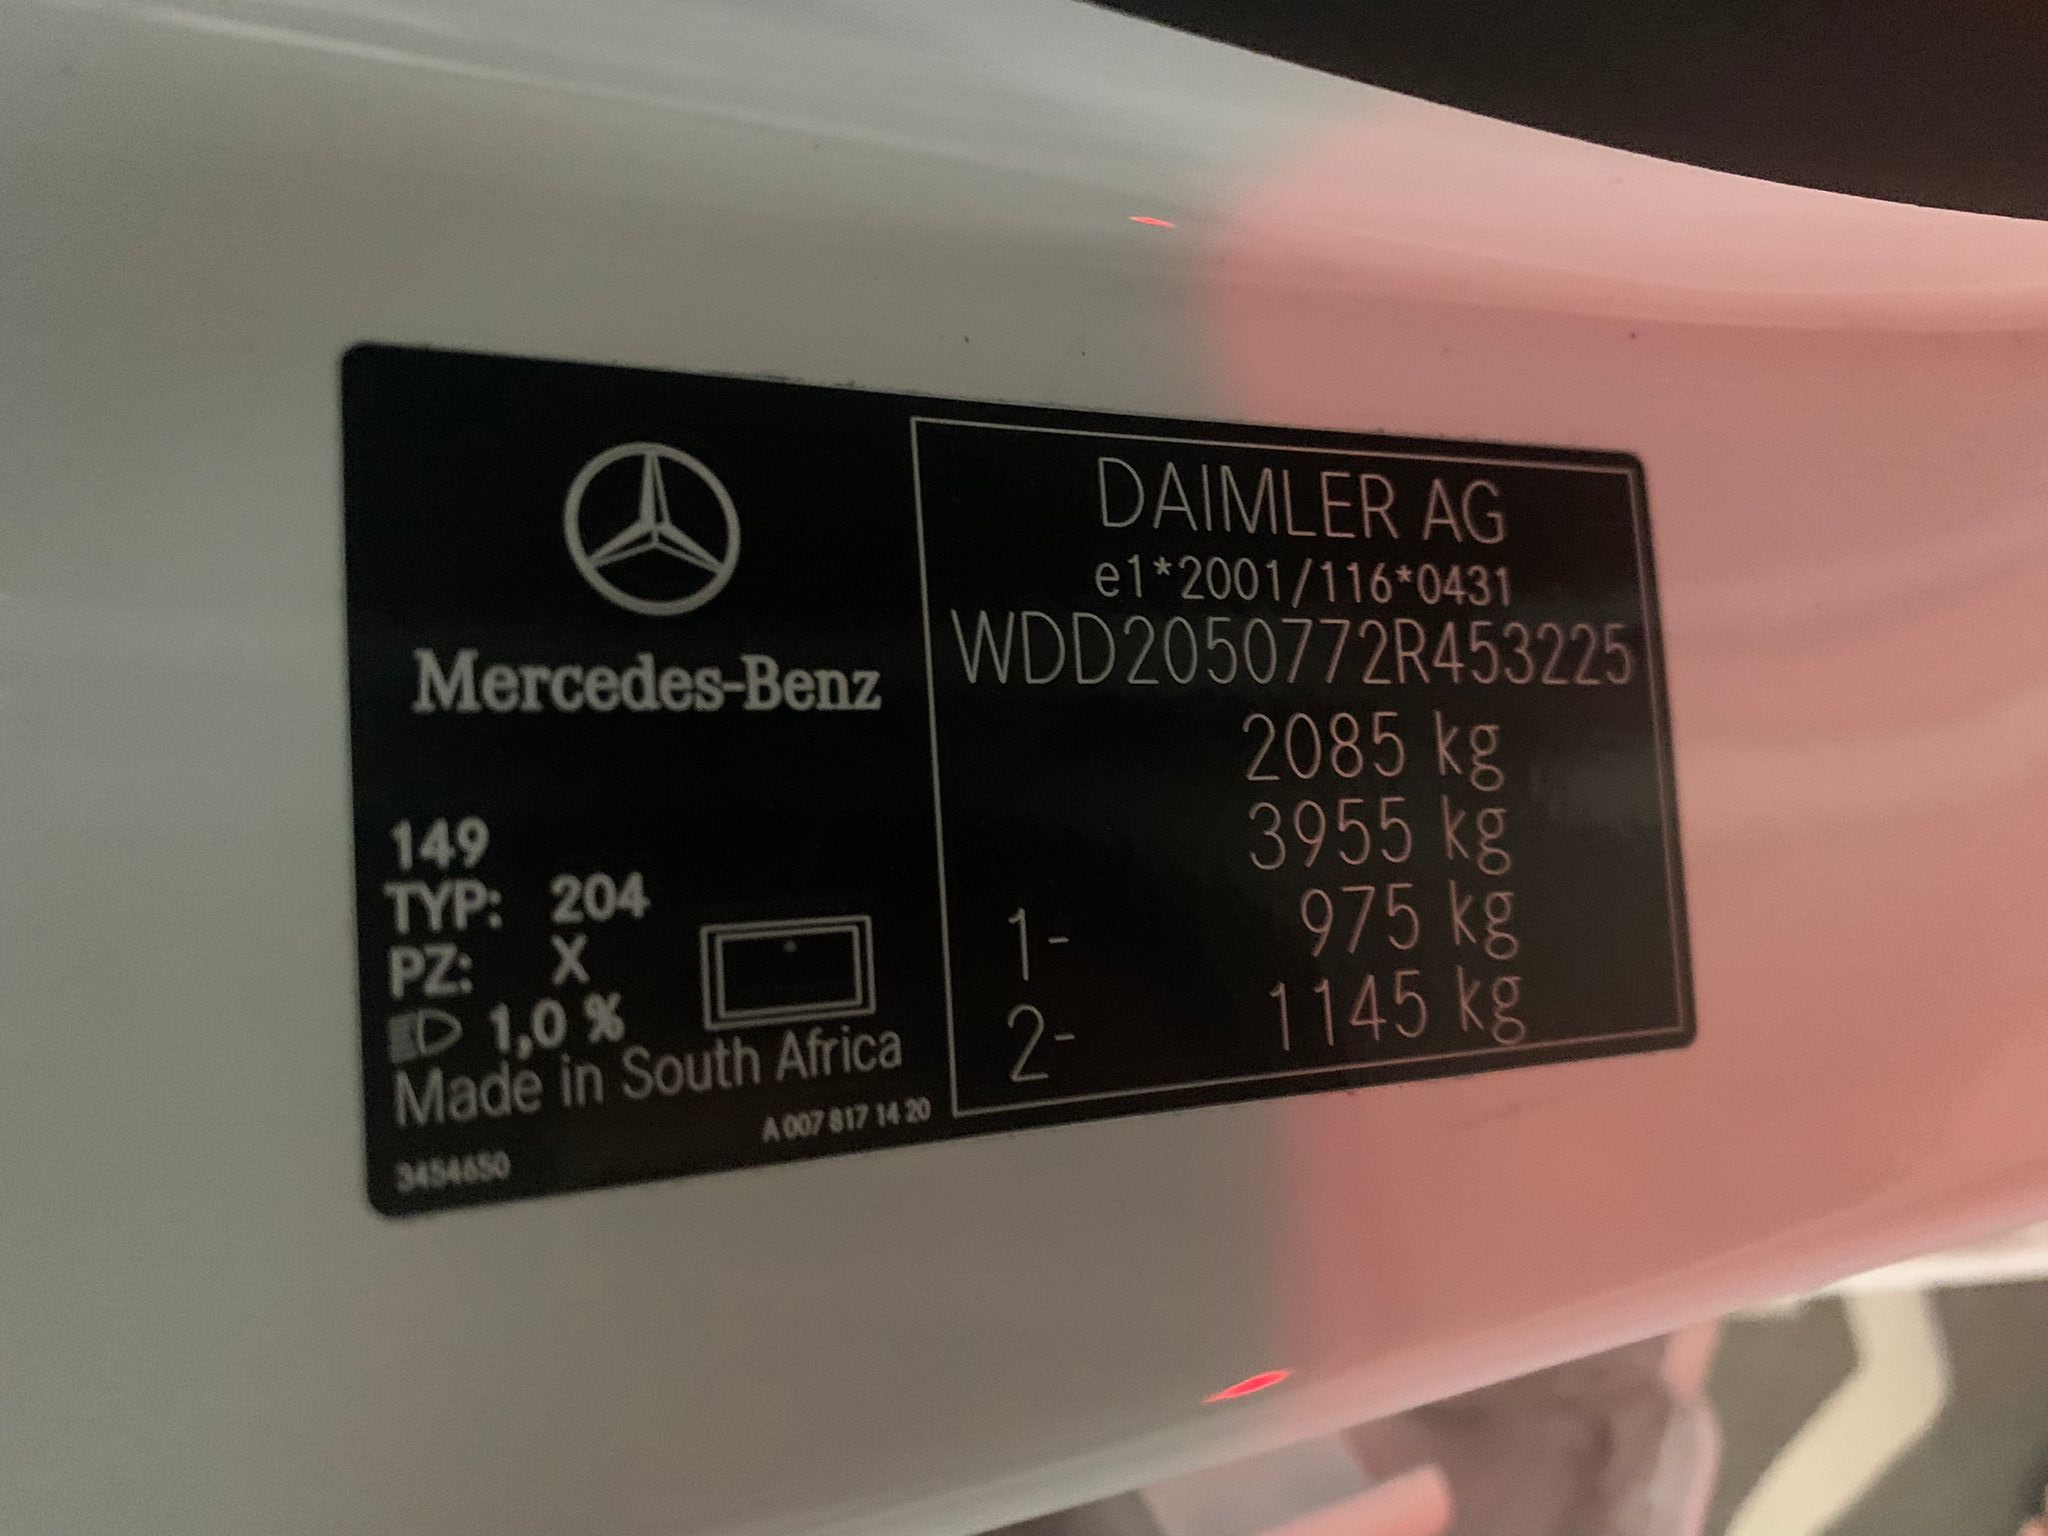 Mercedes-Benz
149
TYP: 204
PZ: X
1,0 %
Made in South Africa
A 007 817 14 20
3454650
DAIMLER AG
e1*2001/116*0431
WDD2050772R453225
2085 kg
3955 kg
1- 975 kg
2- 1145 kg